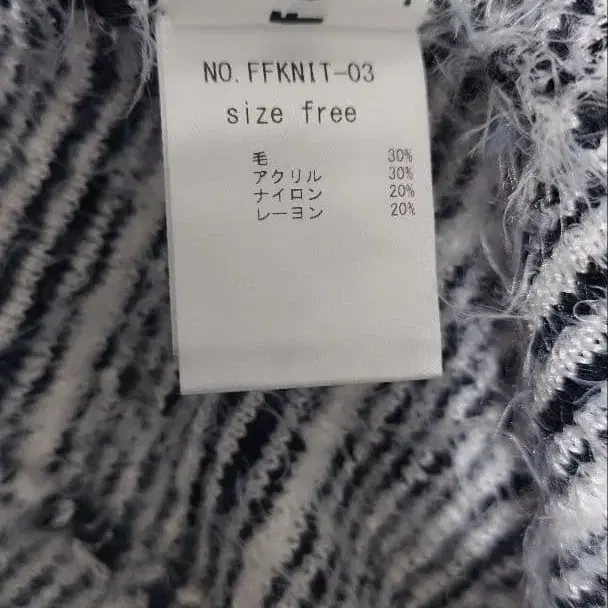 NO. FFKNIT-03
size free
毛 30%
アクリル 30%
ナイロン 20%
レーヨン 20%